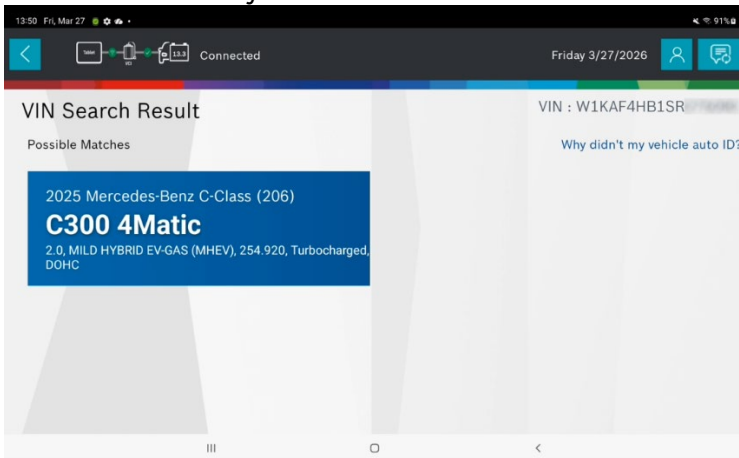 13:50 Fri, Mar 27
91%
13.3 Connected
Friday 3/27/2026
VIN Search Result
VIN : W1KAF4HB1SR
Possible Matches
Why didn't my vehicle auto ID?
2025 Mercedes-Benz C-Class (206)
C300 4Matic
2.0, MILD HYBRID EV-GAS (MHEV), 254.920, Turbocharged,
DOHC